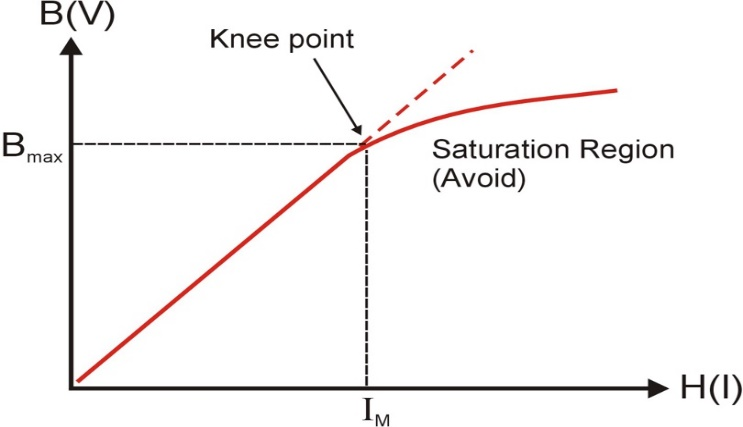 B(V)
Knee point
Bmax
Saturation Region
(Avoid)
H(I)
IM